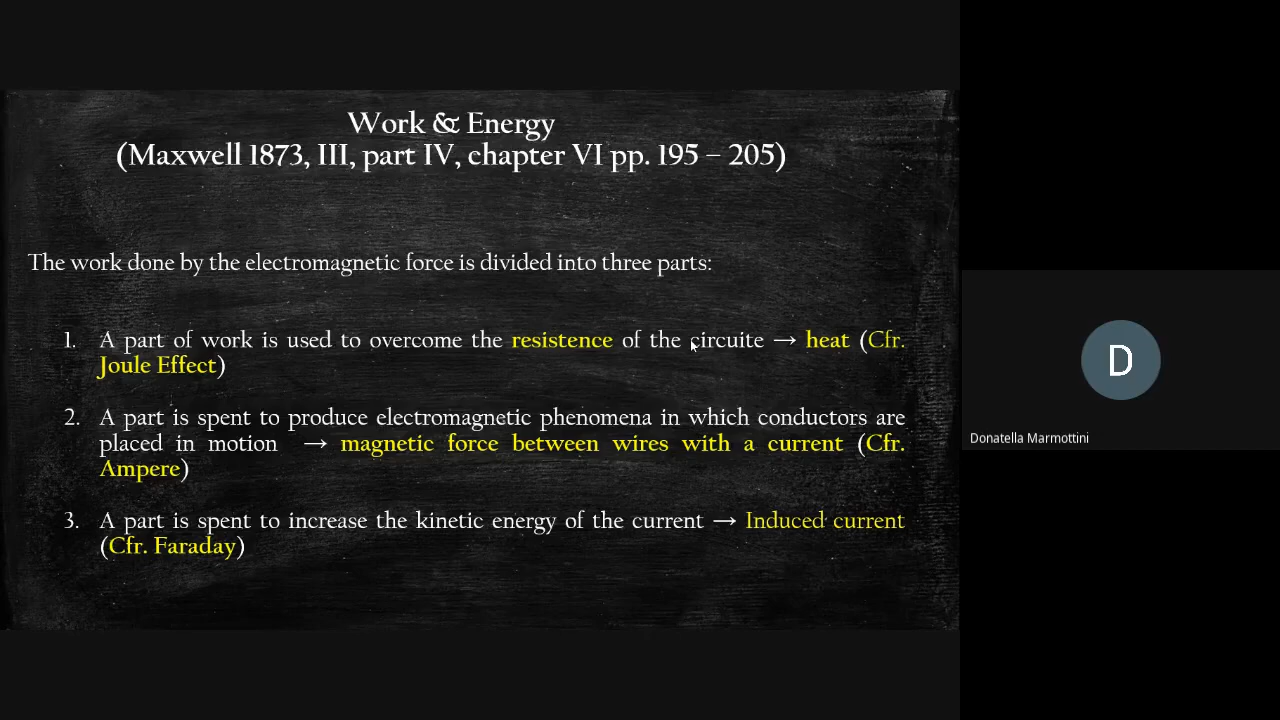 Work & Energy
(Maxwell 1873, III, part IV, chapter VI pp. 195 – 205)
The work done by the electromagnetic force is divided into three parts:
1. A part of work is used to overcome the resistence of the circuite → heat (Cfr.
Joule Effect)
2. A part is spent to produce electromagnetic phenomena in which conductors are
placed in motion → magnetic force between wires with a current (Cfr.
Ampere)
3. A part is spent to increase the kinetic energy of the current → Induced current
(Cfr. Faraday)
D
Donatella Marmottini